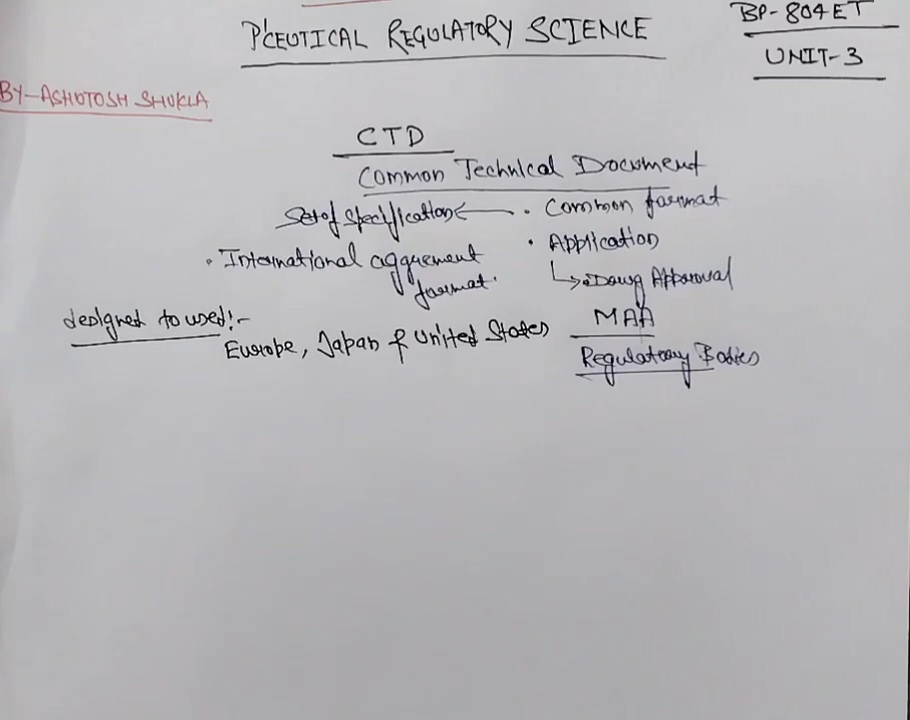 P'CEUTICAL REGULATORY SCIENCE
BP-804ET
UNIT-3
BY-ASHUTOSH SHUKLA
CTD
Common Technical Document
Set of Specification ← · Common format
· International aggrement format.
· Application
↳ Drug Approval
designed to used:-
Europe, Japan & United States
MAA
Regulatory Bodies